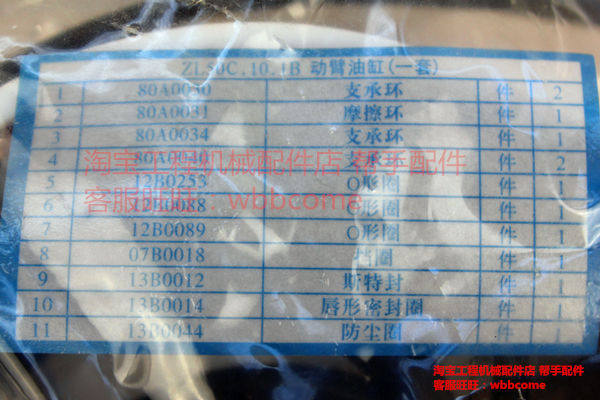 ZL50C.10.1B 动臂油缸(一套)
1 80A0030 支承环 件 2
2 80A0031 摩擦环 件 1
3 80A0034 支承环 件 1
4 80A0040 支承环 件 2
淘宝工程机械配件店 帮手配件
5 12B0253 O形圈 件 1
客服旺旺：wbbcome
6 12B0088 O形圈 件 1
7 12B0089 O形圈 件 1
8 07B0018 挡圈 件 1
9 13B0012 斯特封 件 1
10 13B0014 唇形密封圈 件 1
11 13B0044 防尘圈 件 1
淘宝工程机械配件店 帮手配件
客服旺旺：wbbcome